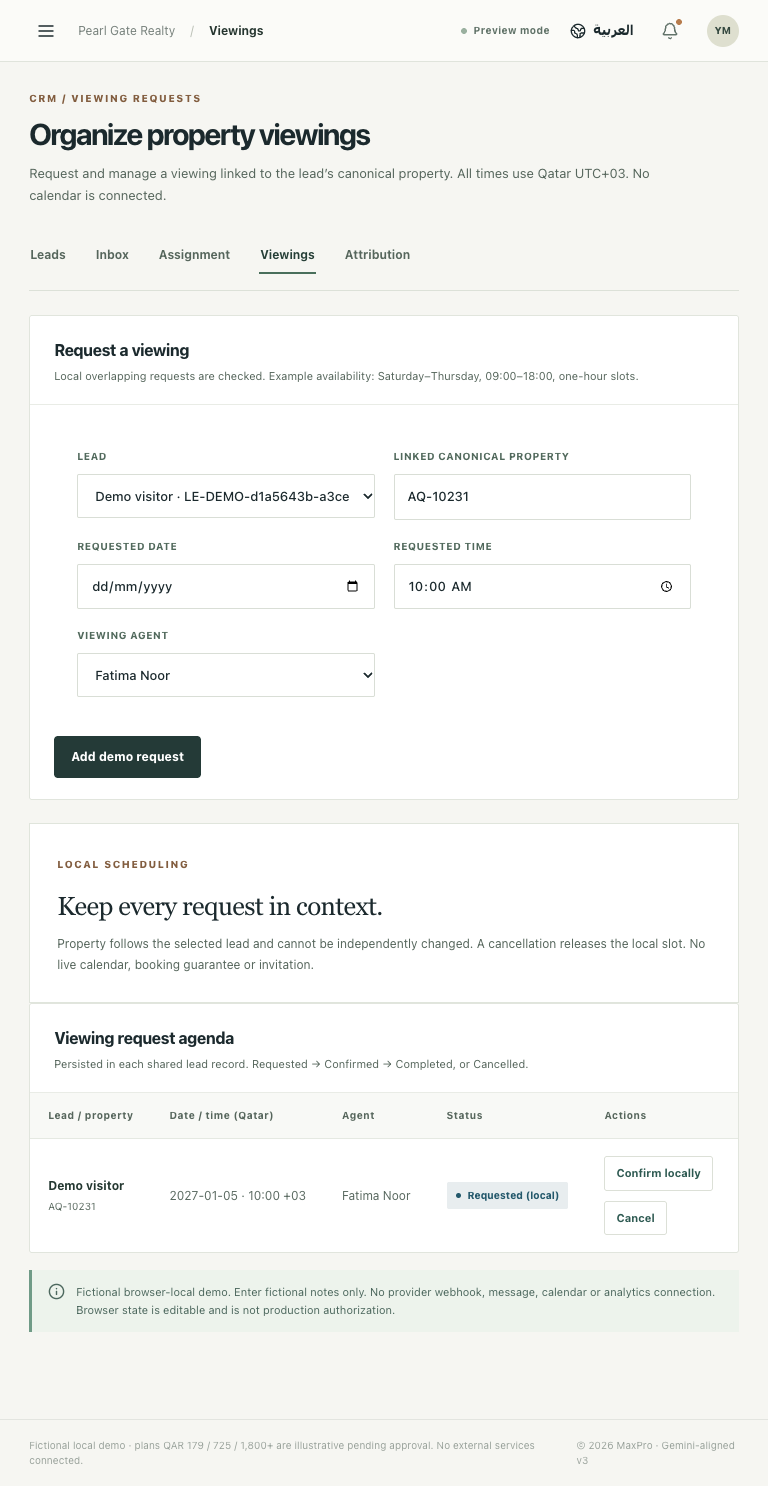 Pearl Gate Realty / Viewings
Preview mode
العربية
YM
CRM / VIEWING REQUESTS
Organize property viewings
Request and manage a viewing linked to the lead’s canonical property. All times use Qatar UTC+03. No
calendar is connected.
Leads Inbox Assignment Viewings Attribution
Request a viewing
Local overlapping requests are checked. Example availability: Saturday–Thursday, 09:00–18:00, one-hour slots.
LEAD
Demo visitor · LE-DEMO-d1a5643b-a3ce
LINKED CANONICAL PROPERTY
AQ-10231
REQUESTED DATE
dd/mm/yyyy
REQUESTED TIME
10:00 AM
VIEWING AGENT
Fatima Noor
Add demo request
LOCAL SCHEDULING
Keep every request in context.
Property follows the selected lead and cannot be independently changed. A cancellation releases the local slot. No
live calendar, booking guarantee or invitation.
Viewing request agenda
Persisted in each shared lead record. Requested → Confirmed → Completed, or Cancelled.
Lead / property Date / time (Qatar) Agent Status Actions
Demo visitor
AQ-10231
2027-01-05 · 10:00 +03
Fatima Noor
Requested (local)
Confirm locally
Cancel
Fictional browser-local demo. Enter fictional notes only. No provider webhook, message, calendar or analytics connection.
Browser state is editable and is not production authorization.
Fictional local demo · plans QAR 179 / 725 / 1,800+ are illustrative pending approval. No external services
connected.
© 2026 MaxPro · Gemini-aligned
v3